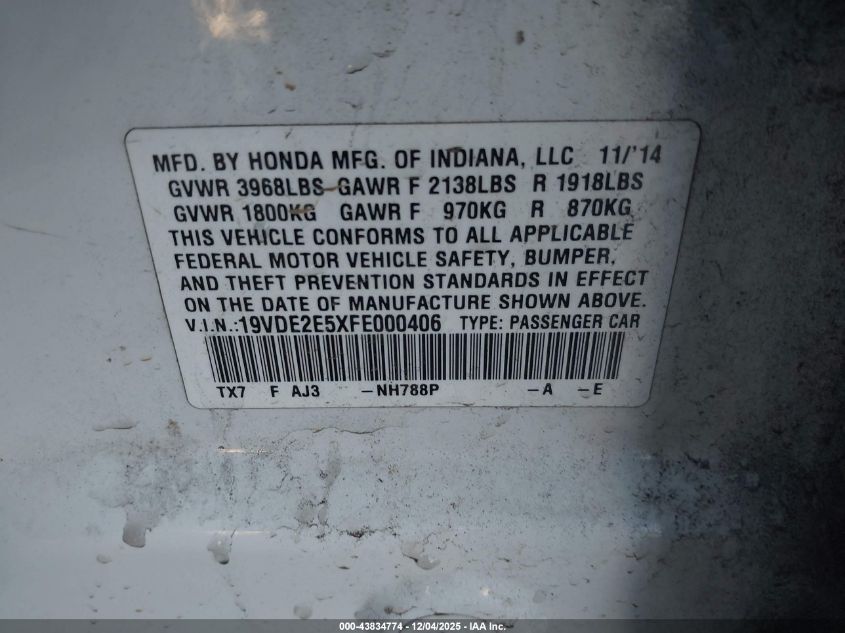 MFD. BY HONDA MFG. OF INDIANA, LLC 11/'14
GVWR 3968LBS GAWR F 2138LBS R 1918LBS
GVWR 1800KG GAWR F 970KG R 870KG
THIS VEHICLE CONFORMS TO ALL APPLICABLE
FEDERAL MOTOR VEHICLE SAFETY, BUMPER,
AND THEFT PREVENTION STANDARDS IN EFFECT
ON THE DATE OF MANUFACTURE SHOWN ABOVE.
V.I.N.:19VDE2E5XFE000406 TYPE: PASSENGER CAR
TX7 F AJ3 -NH788P -A -E
000-43834774 - 12/04/2025 - IAA Inc.